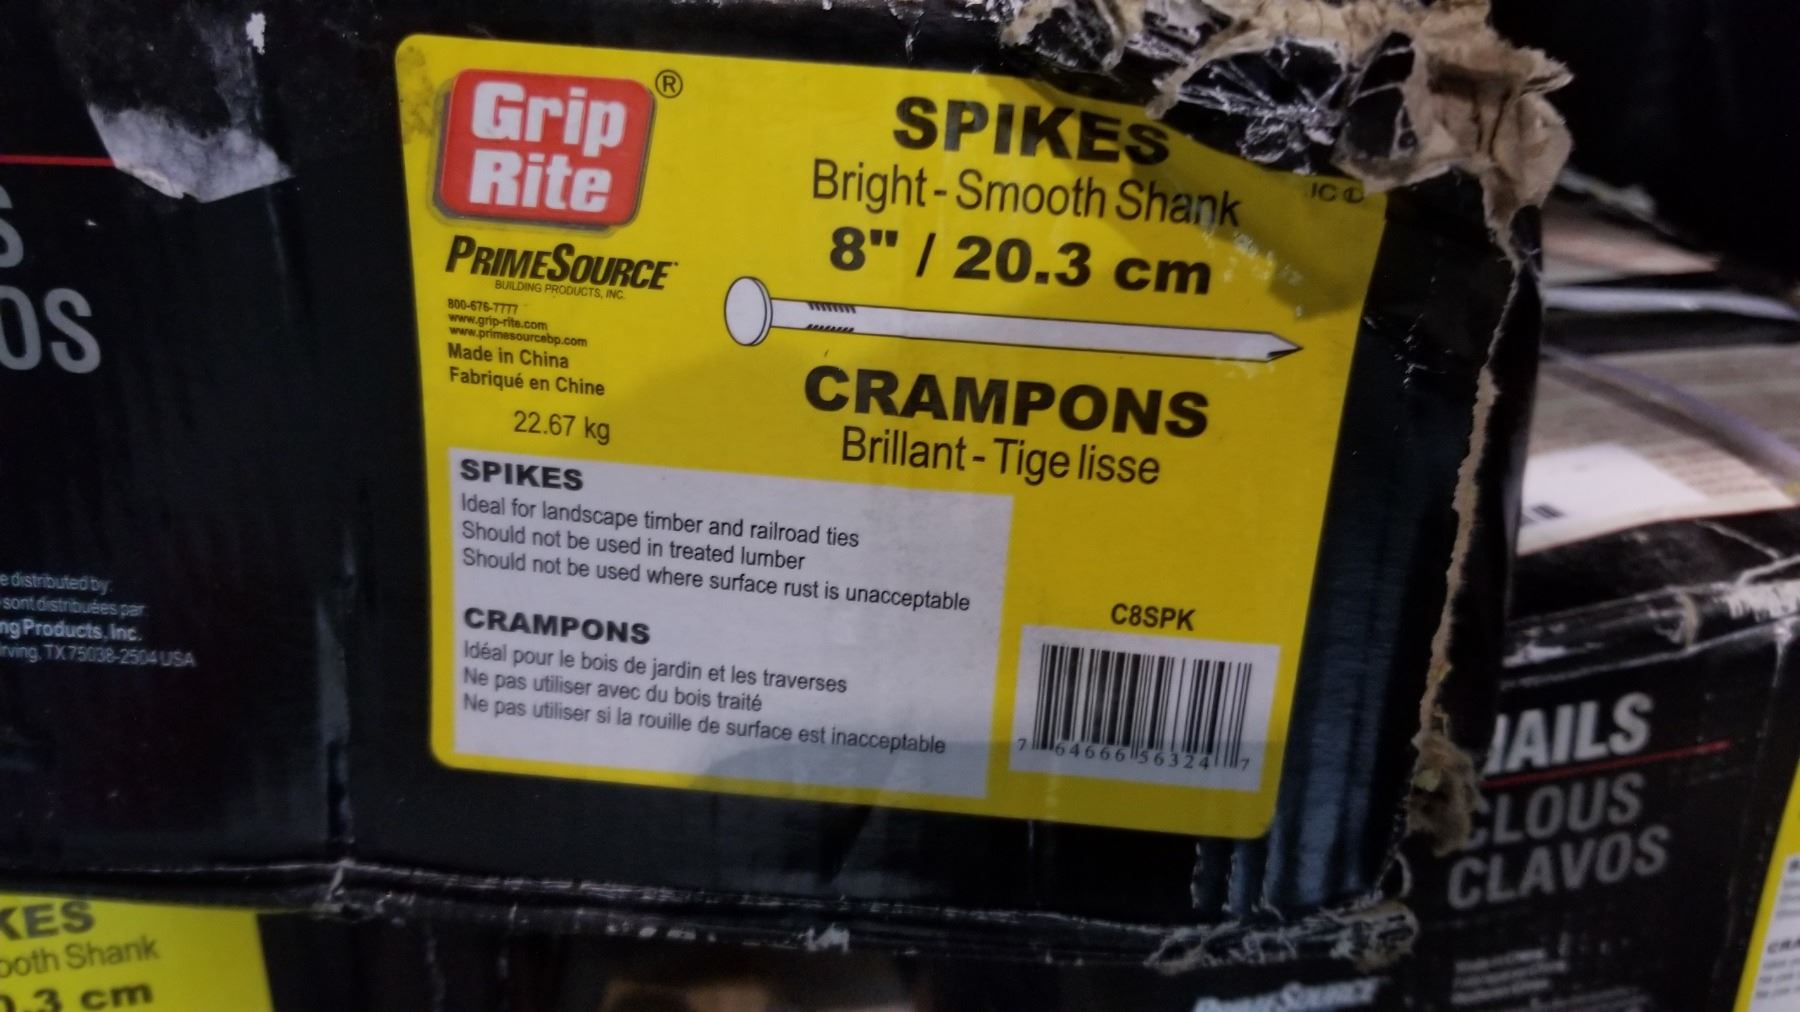 Grip
Rite
®
PRIMESOURCE
BUILDING PRODUCTS, INC.
800-676-7777
www.grip-rite.com
www.primesourcebp.com
Made in China
Fabriqué en Chine
22.67 kg
SPIKES
Bright - Smooth Shank
8" / 20.3 cm
CRAMPONS
Brillant - Tige lisse
SPIKES
Ideal for landscape timber and railroad ties
Should not be used in treated lumber
Should not be used where surface rust is unacceptable
CRAMPONS
Idéal pour le bois de jardin et les traverses
Ne pas utiliser avec du bois traité
Ne pas utiliser si la rouille de surface est inacceptable
C8SPK
7 64666 56324 7
S
OS
e distributed by:
sont distribuées par
ng Products, Inc.
rving, TX 75038-2504 USA
KES
ooth Shank
0.3 cm
NAILS
CLOUS
CLAVOS
PRIMESOURCE